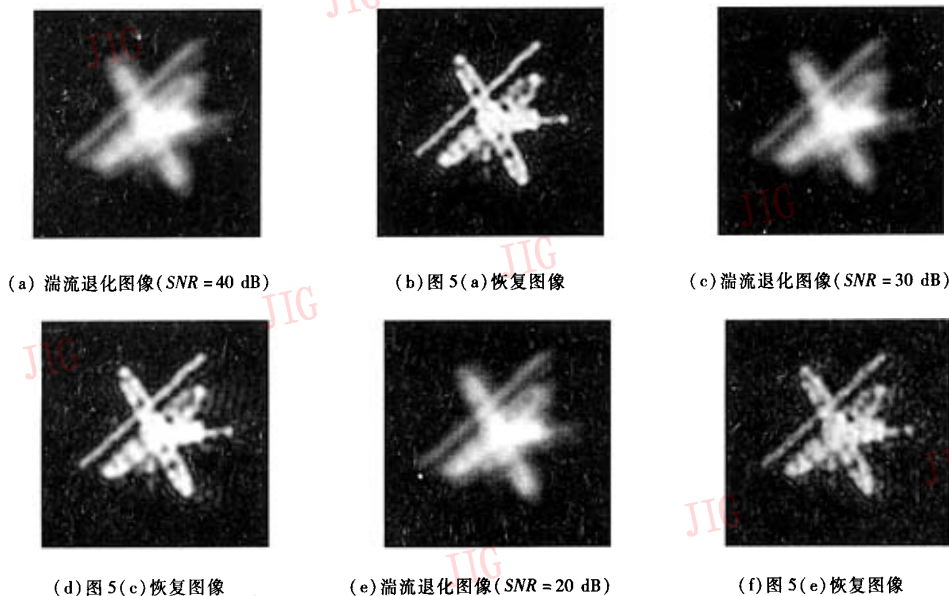 JIG
JIG
(a) 湍流退化图像(SNR=40 dB)
(b)图5(a)恢复图像
(c)湍流退化图像(SNR=30 dB)
JIG
JIG
JIG
JIG
(d)图5(c)恢复图像
(e)湍流退化图像(SNR=20 dB)
(f)图5(e)恢复图像
JIG
JIG